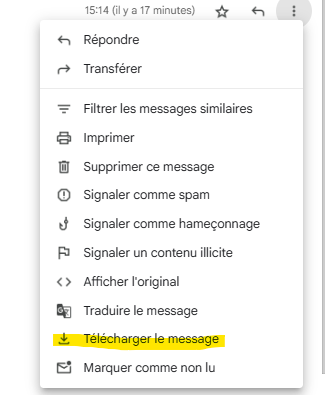 15:14 (il y a 17 minutes)
Répondre
Transférer
Filtrer les messages similaires
Imprimer
Supprimer ce message
Signaler comme spam
Signaler comme hameçonnage
Signaler un contenu illicite
Afficher l'original
Traduire le message
Télécharger le message
Marquer comme non lu